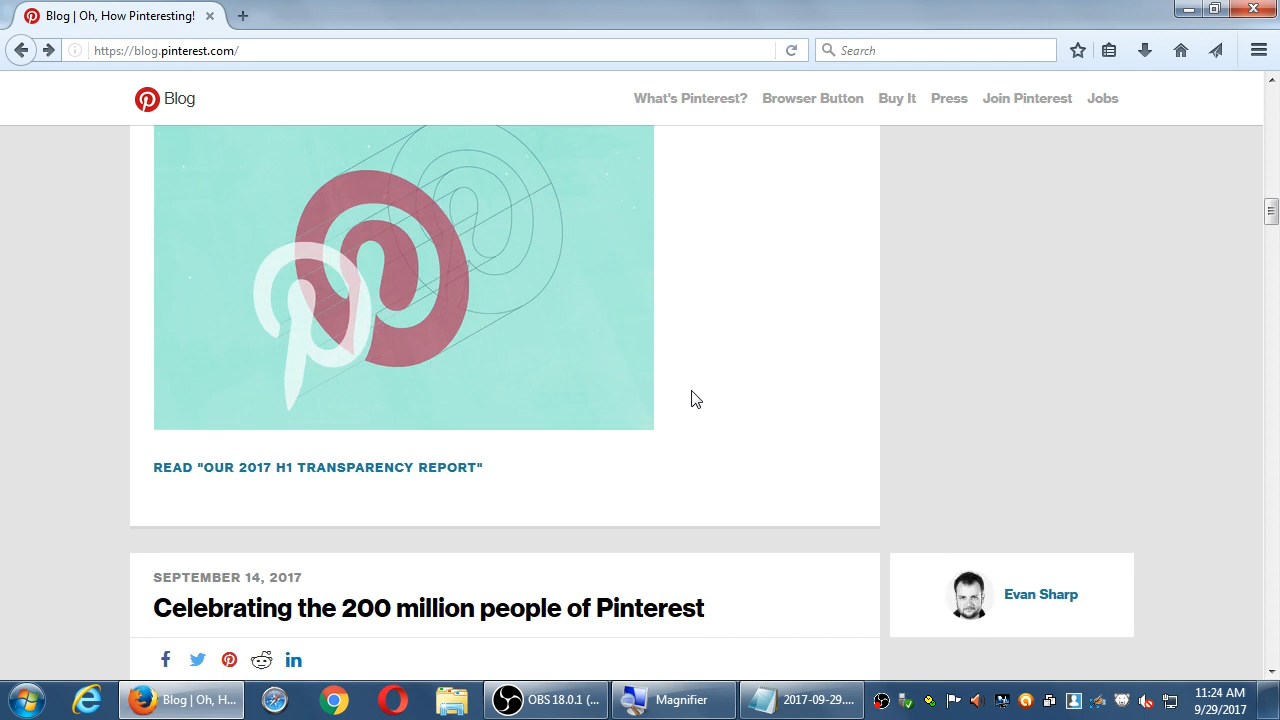 Blog | Oh, How Pinteresting!
https://blog.pinterest.com/
Search
Blog
What's Pinterest?
Browser Button
Buy It
Press
Join Pinterest
Jobs
READ "OUR 2017 H1 TRANSPARENCY REPORT"
SEPTEMBER 14, 2017
Celebrating the 200 million people of Pinterest
Evan Sharp
Blog | Oh, H...
OBS 18.0.1 (...
Magnifier
2017-09-29....
11:24 AM
9/29/2017